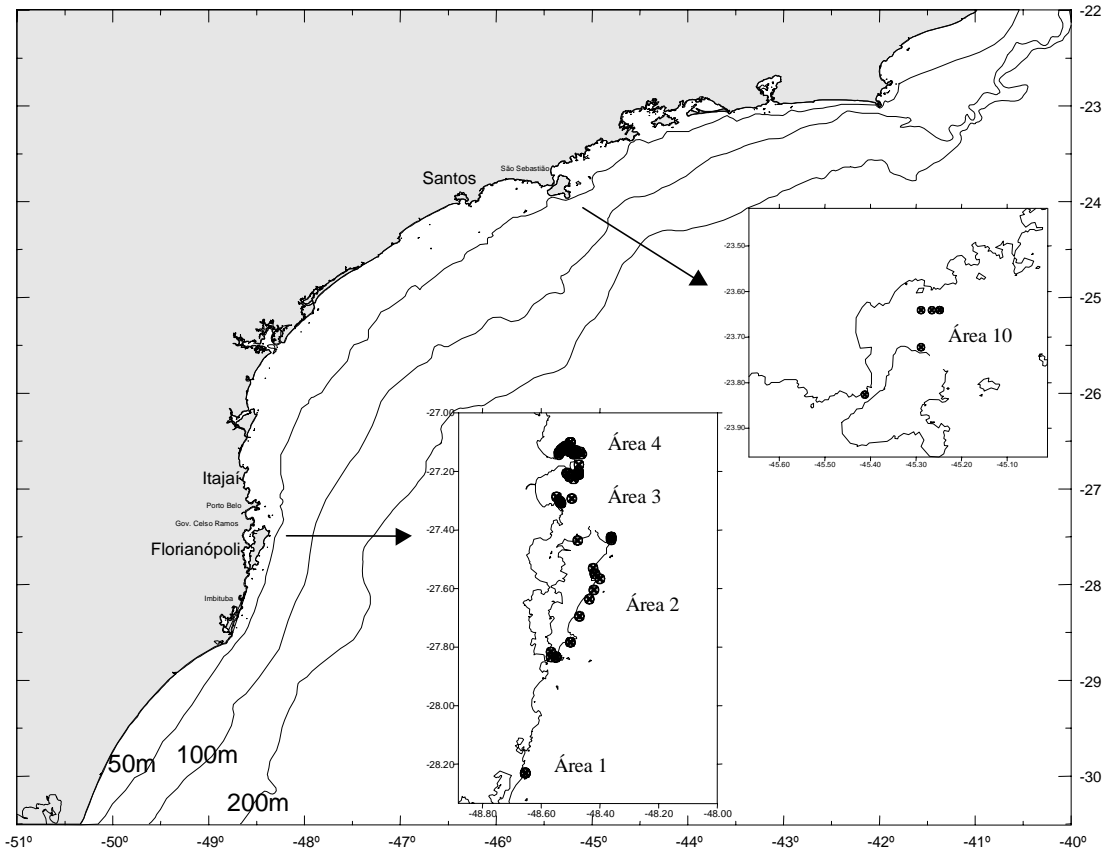 -22
-23
São Sebastião
Santos
-24
-23.50
-23.60
-25
-23.70
Área 10
-23.80
-26
-23.90
-45.60
-45.50
-45.40
-45.30
-45.20
-45.10
-27.00
Área 4
-27.20
Itajaí
-27
Área 3
Porto Belo
Gov. Celso Ramos
-27.40
Florianópoli
-28
-27.60
Imbituba
Área 2
-27.80
-29
-28.00
50m
100m
200m
-28.20
Área 1
-30
-48.80
-48.60
-48.40
-48.20
-48.00
-51º
-50º
-49º
-48º
-47º
-46º
-45º
-44º
-43º
-42º
-41º
-40º